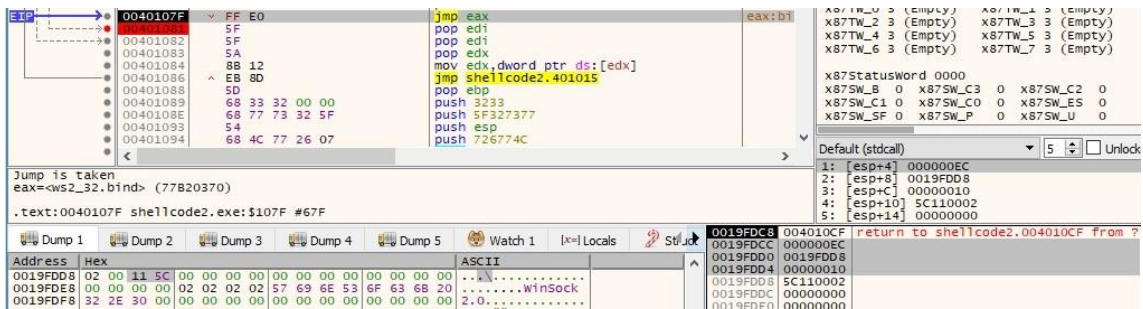 EIP
0040107F FF E0 jmp eax eax:bi
00401081 5F pop edi
00401082 5F pop edi
00401083 5A pop edx
00401084 8B 12 mov edx,dword ptr ds:[edx]
00401086 EB 8D jmp shellcode2.401015
00401088 5D pop ebp
00401089 68 33 32 00 00 push 3233
0040108E 68 77 73 32 5F push 5F327377
00401093 54 push esp
00401094 68 4C 77 26 07 push 726774C
Jump is taken
eax=<ws2_32.bind> (77B20370)
.text:0040107F shellcode2.exe:$107F #67F
x87TW_0 3 (Empty) x87TW_1 3 (Empty)
x87TW_2 3 (Empty) x87TW_3 3 (Empty)
x87TW_4 3 (Empty) x87TW_5 3 (Empty)
x87TW_6 3 (Empty) x87TW_7 3 (Empty)
x87StatusWord 0000
x87SW_B 0 x87SW_C3 0 x87SW_C2 0
x87SW_C1 0 x87SW_C0 0 x87SW_ES 0
x87SW_SF 0 x87SW_P 0 x87SW_U 0
Default (stdcall) 5 Unlock
1: [esp+4] 000000EC
2: [esp+8] 0019FDD8
3: [esp+C] 00000010
4: [esp+10] 5C110002
5: [esp+14] 00000000
Dump 1 Dump 2 Dump 3 Dump 4 Dump 5 Watch 1 [x=] Locals
Address Hex ASCII
0019FDD8 02 00 11 5C 00 00 00 00 00 00 00 00 00 00 00 00 ...\............
0019FDE8 00 00 00 00 02 02 02 02 57 69 6E 53 6F 63 6B 20 ........WinSock
0019FDF8 32 2E 30 00 00 00 00 00 00 00 00 00 00 00 00 00 2.0.............
0019FDC8 004010CF return to shellcode2.004010CF from ?
0019FDCC 000000EC
0019FDD0 0019FDD8
0019FDD4 00000010
0019FDD8 5C110002
0019FDDC 00000000
0019FDE0 00000000